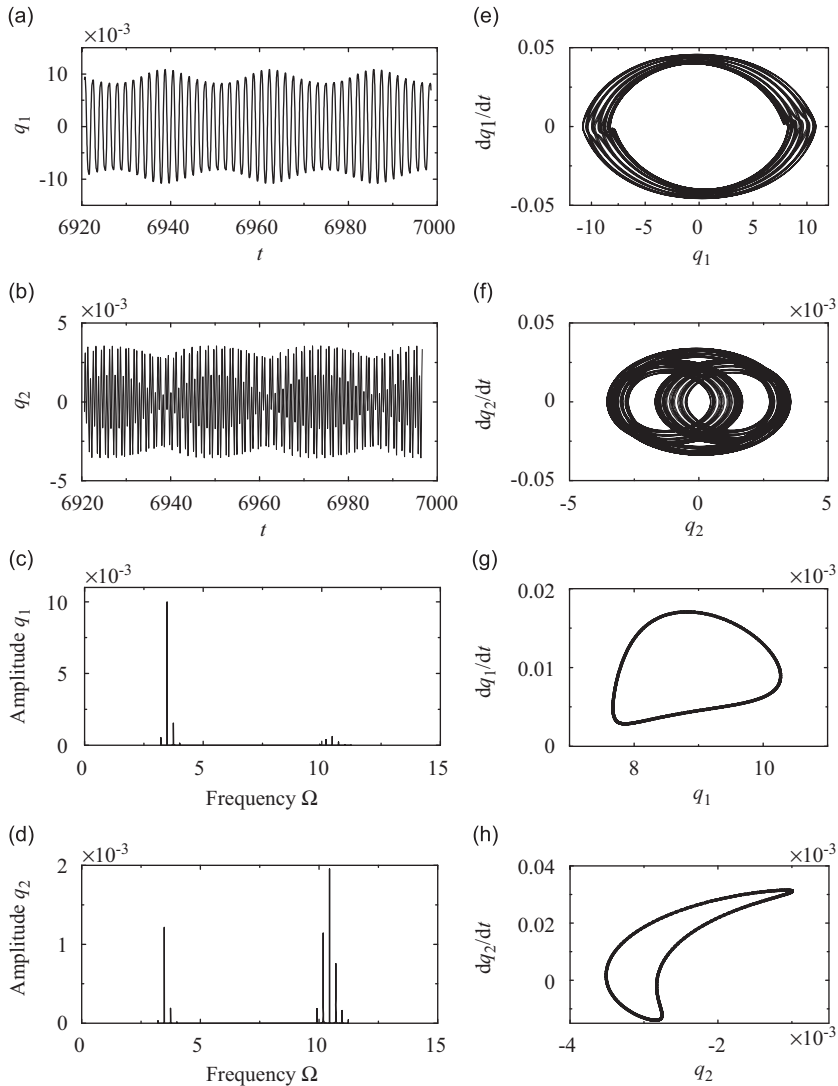 (a)
×10⁻³
10
0
-10
q₁
6920
6940
6960
6980
7000
t
(b)
×10⁻³
5
0
-5
q₂
6920
6940
6960
6980
7000
t
(c)
×10⁻³
10
5
0
Amplitude q₁
0
5
10
15
Frequency Ω
(d)
×10⁻³
2
1
0
Amplitude q₂
0
5
10
15
Frequency Ω
(e)
0.05
0
-0.05
dq₁/dt
-10
-5
0
5
10
q₁
×10⁻³
(f)
0.05
0
-0.05
dq₂/dt
-5
0
5
q₂
×10⁻³
(g)
0.02
0.01
0
dq₁/dt
8
10
q₁
×10⁻³
(h)
0.04
0.02
0
dq₂/dt
-4
-2
q₂
×10⁻³